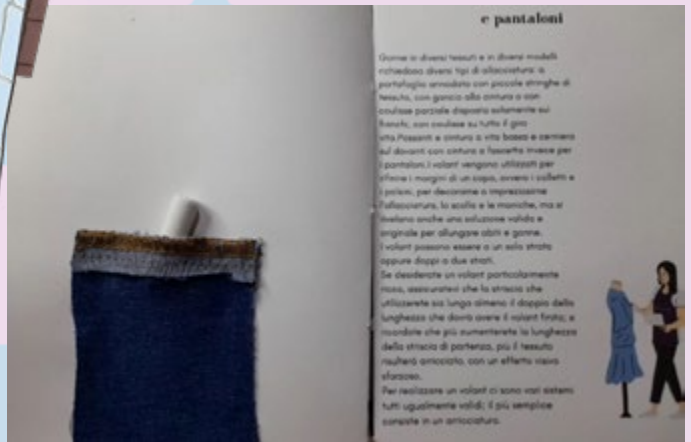 e pantaloni
Gonne in diversi tessuti e in diversi modelli
richiedono diversi tipi di allacciatura: a
portafoglio annodata con piccole stringhe di
tessuto, con gancio alla cintura o con
coulisse parziale disposta solamente sui
fianchi; con coulisse su tutto il giro
vita.Passanti e cintura a vita bassa e cerniera
sul davanti con cintura a fascetta invece per
i pantaloni.I volant vengono utilizzati per
rifinire i margini di un capo, ovvero i colletti e
i polsini, per decorarne o impreziosirne
l'allacciatura, lo scollo e le maniche, ma si
rivelano anche una soluzione valida e
originale per allungare abiti e gonne.
I volant possono essere a un solo strato
oppure doppi a due strati.
Se desiderate un volant particolarmente
ricco, assicuratevi che la striscia che
utilizzerete sia lunga almeno il doppio della
lunghezza che dovrà avere il volant finito; e
ricordate che più aumenterete la lunghezza
della striscia di partenza, più il tessuto
risulterà arricciato, con un effetto visivo
sfarzoso.
Per realizzare un volant ci sono vari sistemi
tutti ugualmente validi; il più semplice
consiste in un'arricciatura.